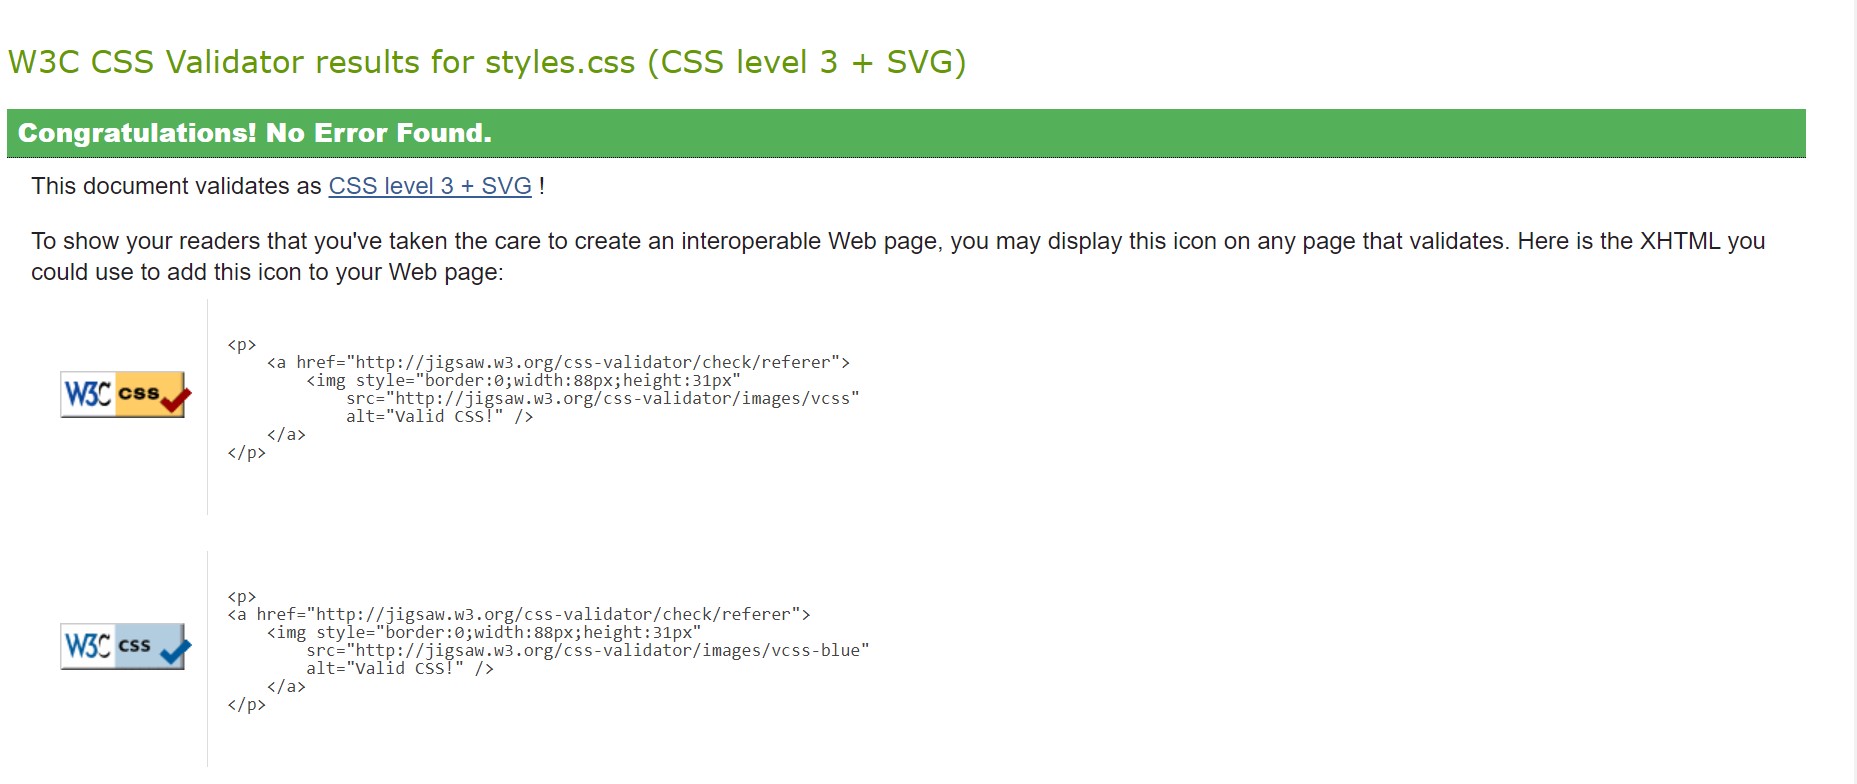 W3C CSS Validator results for styles.css (CSS level 3 + SVG)
Congratulations! No Error Found.
This document validates as CSS level 3 + SVG !
To show your readers that you've taken the care to create an interoperable Web page, you may display this icon on any page that validates. Here is the XHTML you
could use to add this icon to your Web page:
W3C css
<p>
    <a href="http://jigsaw.w3.org/css-validator/check/referer">
        <img style="border:0;width:88px;height:31px"
            src="http://jigsaw.w3.org/css-validator/images/vcss"
            alt="Valid CSS!" />
    </a>
</p>
W3C css
<p>
<a href="http://jigsaw.w3.org/css-validator/check/referer">
    <img style="border:0;width:88px;height:31px"
        src="http://jigsaw.w3.org/css-validator/images/vcss-blue"
        alt="Valid CSS!" />
    </a>
</p>